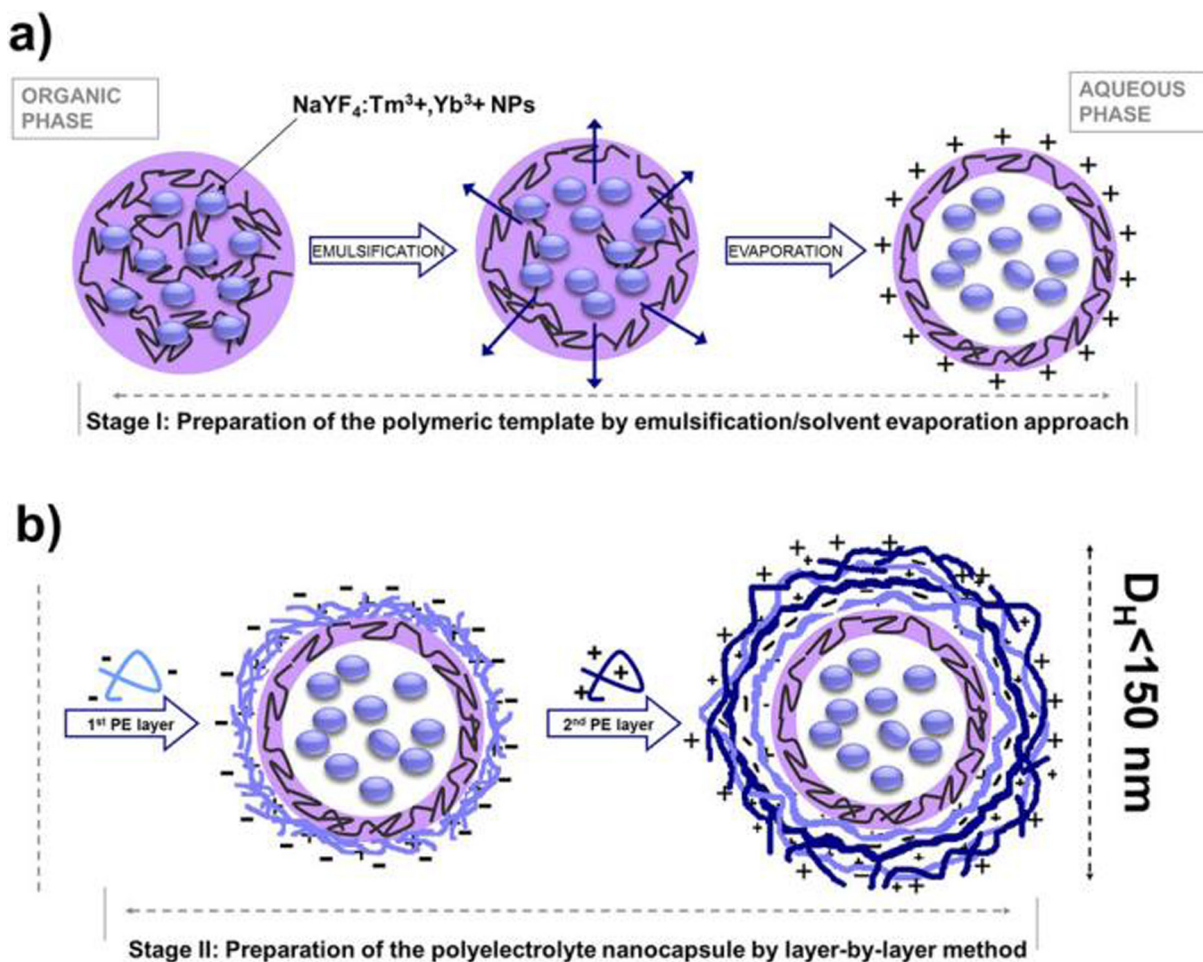 a)
ORGANIC
PHASE
NaYF₄:Tm³+,Yb³+ NPs
AQUEOUS
PHASE
EMULSIFICATION
EVAPORATION
Stage I: Preparation of the polymeric template by emulsification/solvent evaporation approach
b)
1ˢᵗ PE layer
2ⁿᵈ PE layer
D_H<150 nm
Stage II: Preparation of the polyelectrolyte nanocapsule by layer-by-layer method